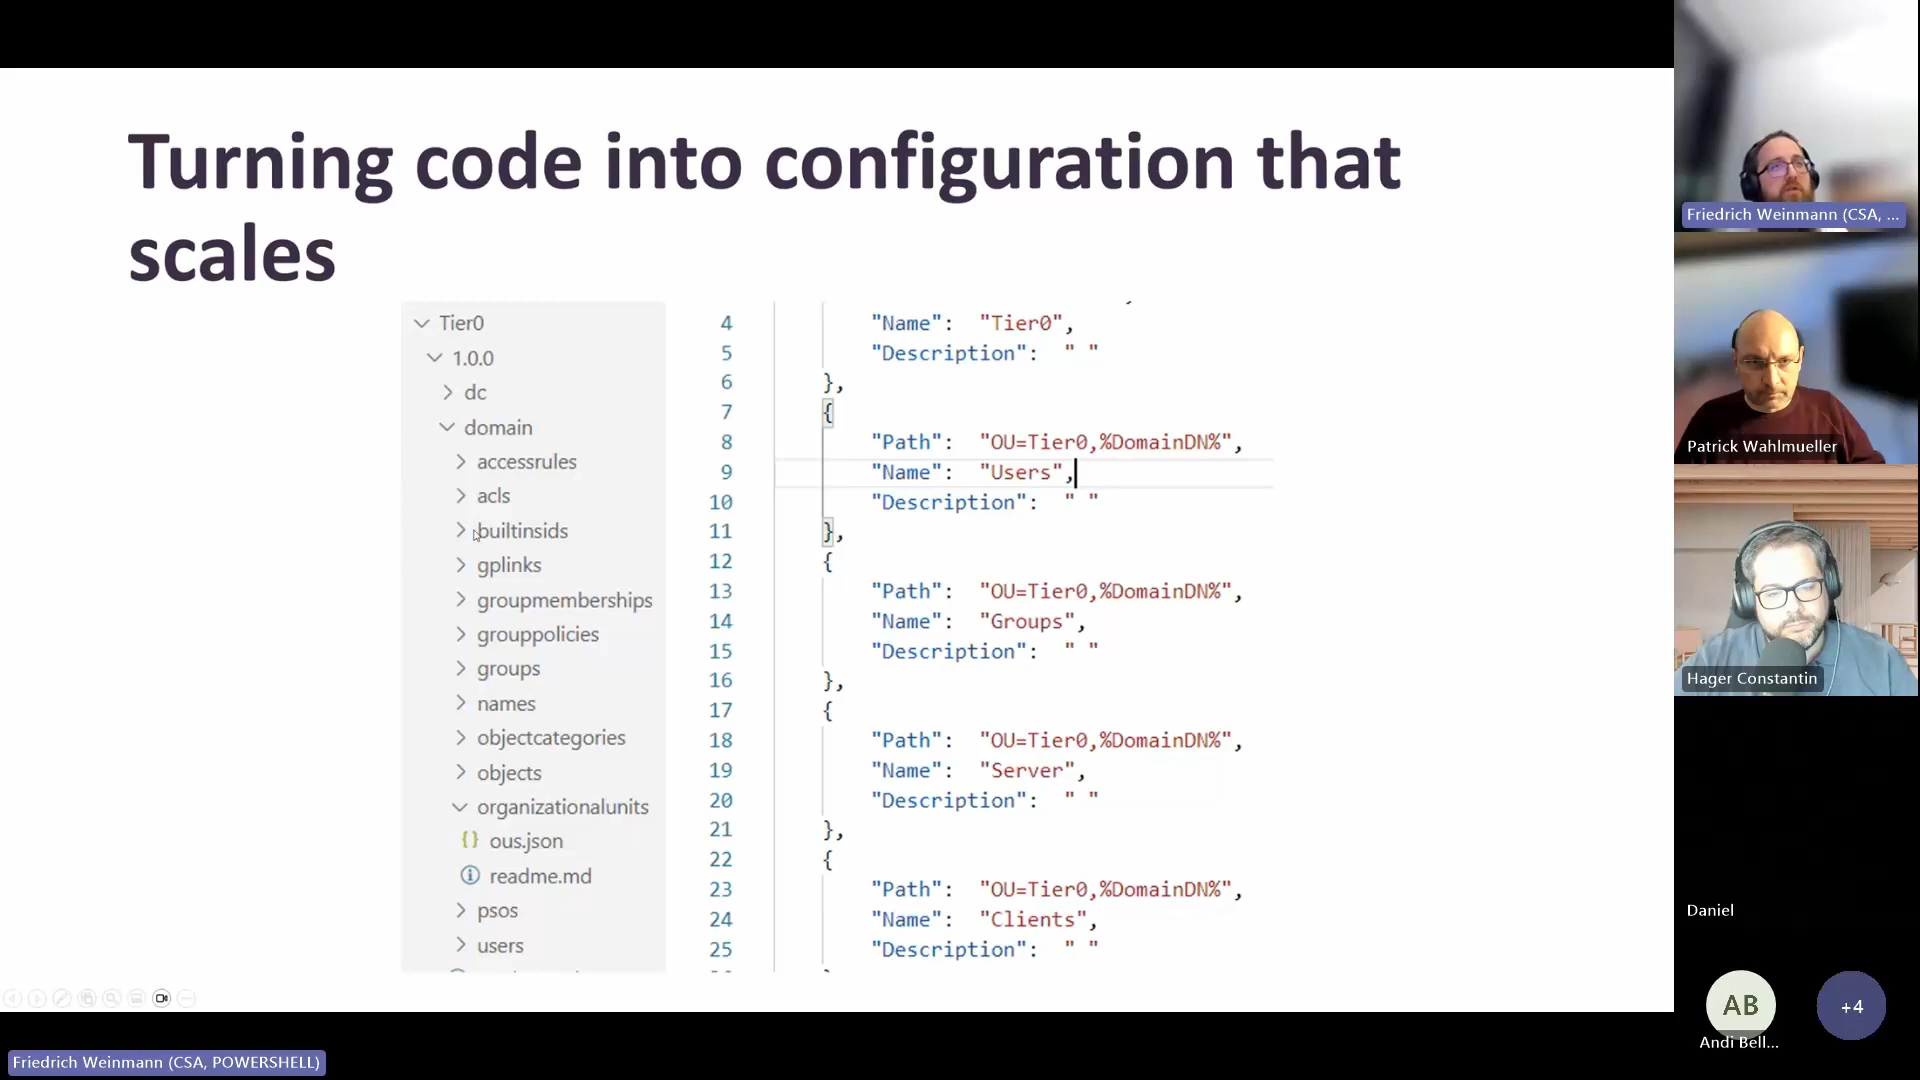 Turning code into configuration that
scales
Tier0
1.0.0
dc
domain
accessrules
acls
builtinsids
gplinks
groupmemberships
grouppolicies
groups
names
objectcategories
objects
organizationalunits
{} ous.json
readme.md
psos
users
4 "Name": "Tier0",
5 "Description": " "
6 },
7 {
8 "Path": "OU=Tier0,%DomainDN%",
9 "Name": "Users",
10 "Description": " "
11 },
12 {
13 "Path": "OU=Tier0,%DomainDN%",
14 "Name": "Groups",
15 "Description": " "
16 },
17 {
18 "Path": "OU=Tier0,%DomainDN%",
19 "Name": "Server",
20 "Description": " "
21 },
22 {
23 "Path": "OU=Tier0,%DomainDN%",
24 "Name": "Clients",
25 "Description": " "
Friedrich Weinmann (CSA, ...
Patrick Wahlmueller
Hager Constantin
Daniel
AB
+4
Andi Bell...
Friedrich Weinmann (CSA, POWERSHELL)